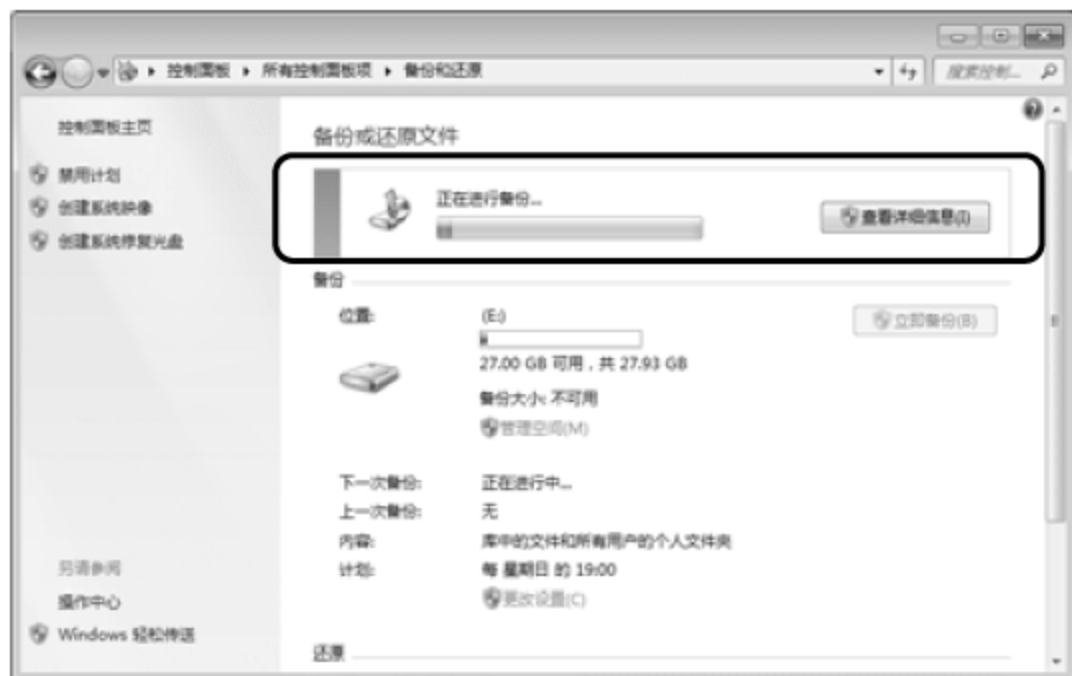 控制面板 ▸ 所有控制面板项 ▸ 备份和还原
搜索控制...
控制面板主页
禁用计划
创建系统映像
创建系统修复光盘
另请参阅
操作中心
Windows 轻松传送
备份或还原文件
正在进行备份...
查看详细信息(I)
备份
位置:
(E:)
立即备份(B)
27.00 GB 可用，共 27.93 GB
备份大小: 不可用
管理空间(M)
下一次备份: 正在进行中...
上一次备份: 无
内容: 库中的文件和所有用户的个人文件夹
计划: 每 星期日 的 19:00
更改设置(C)
还原